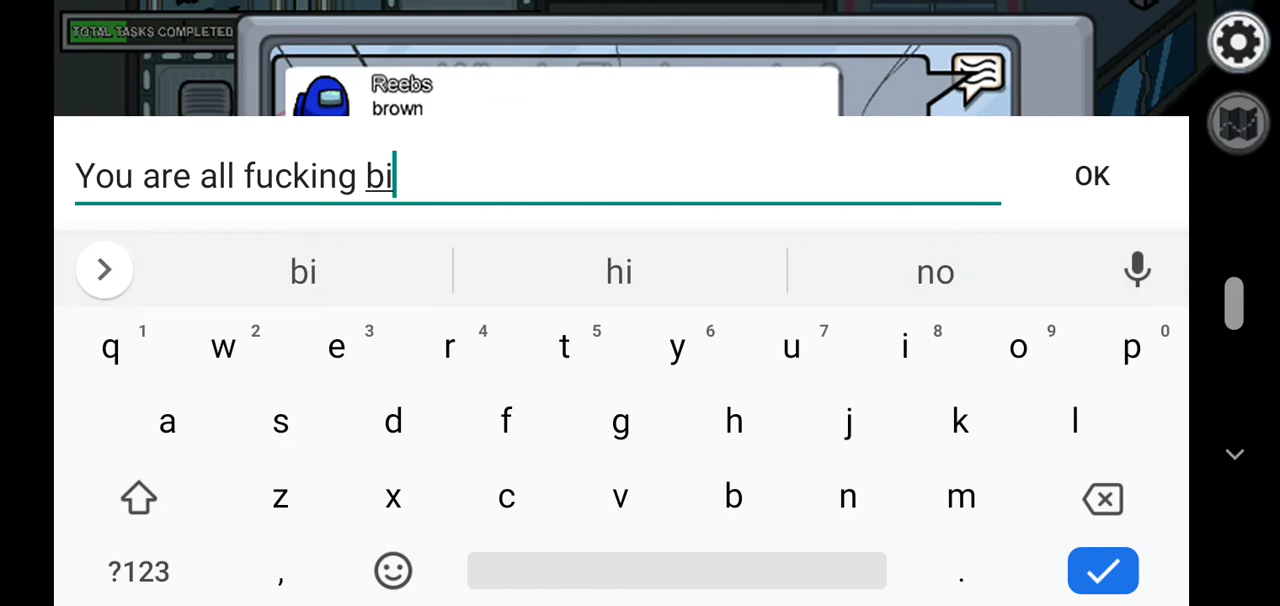 TOTAL TASKS COMPLETED
Reebs
brown
You are all fucking bi
OK
bi hi no
q 1 w 2 e 3 r 4 t 5 y 6 u 7 i 8 o 9 p 0
a s d f g h j k l
z x c v b n m
?123 , .